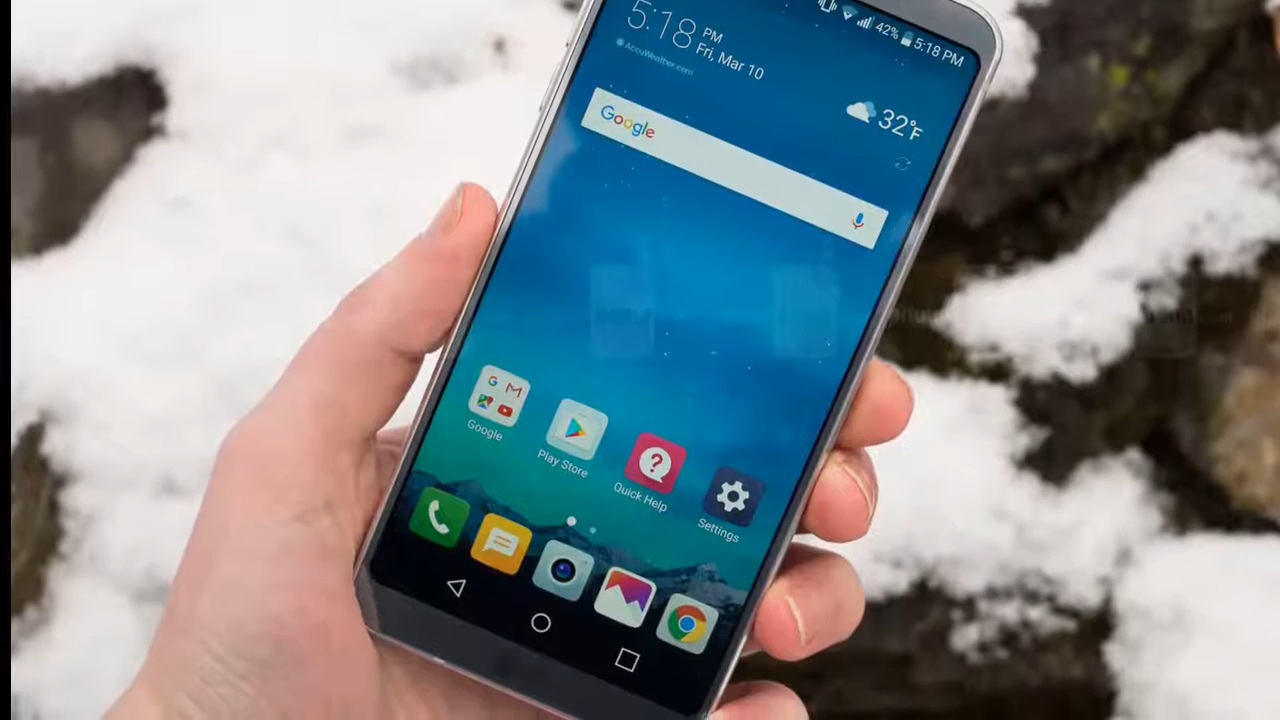 42% 5:18 PM
5:18 PM
Fri, Mar 10
AccuWeather.com
32°F
Google
Google
Play Store
Quick Help
Settings